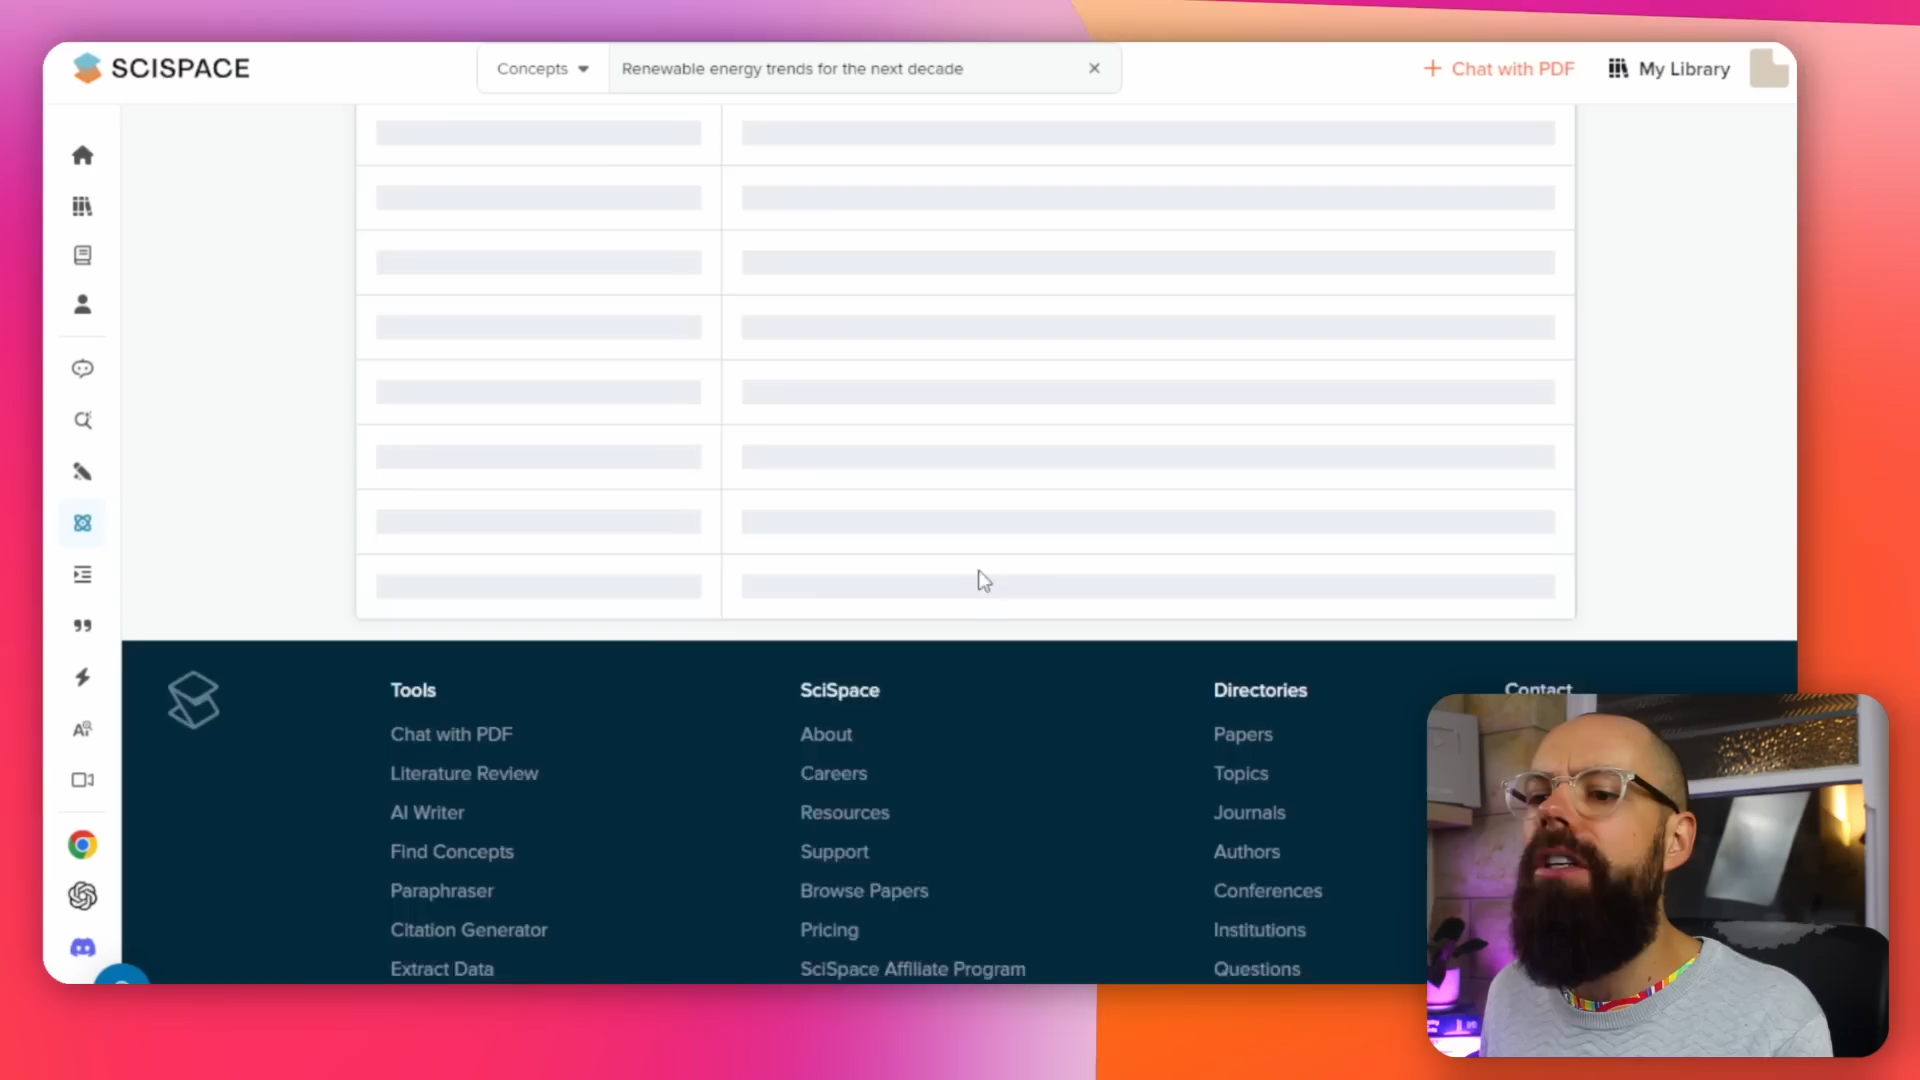 SCISPACE
Concepts
Renewable energy trends for the next decade
Chat with PDF
My Library
Tools
Chat with PDF
Literature Review
AI Writer
Find Concepts
Paraphraser
Citation Generator
Extract Data
SciSpace
About
Careers
Resources
Support
Browse Papers
Pricing
SciSpace Affiliate Program
Directories
Papers
Topics
Journals
Authors
Conferences
Institutions
Questions
Contact